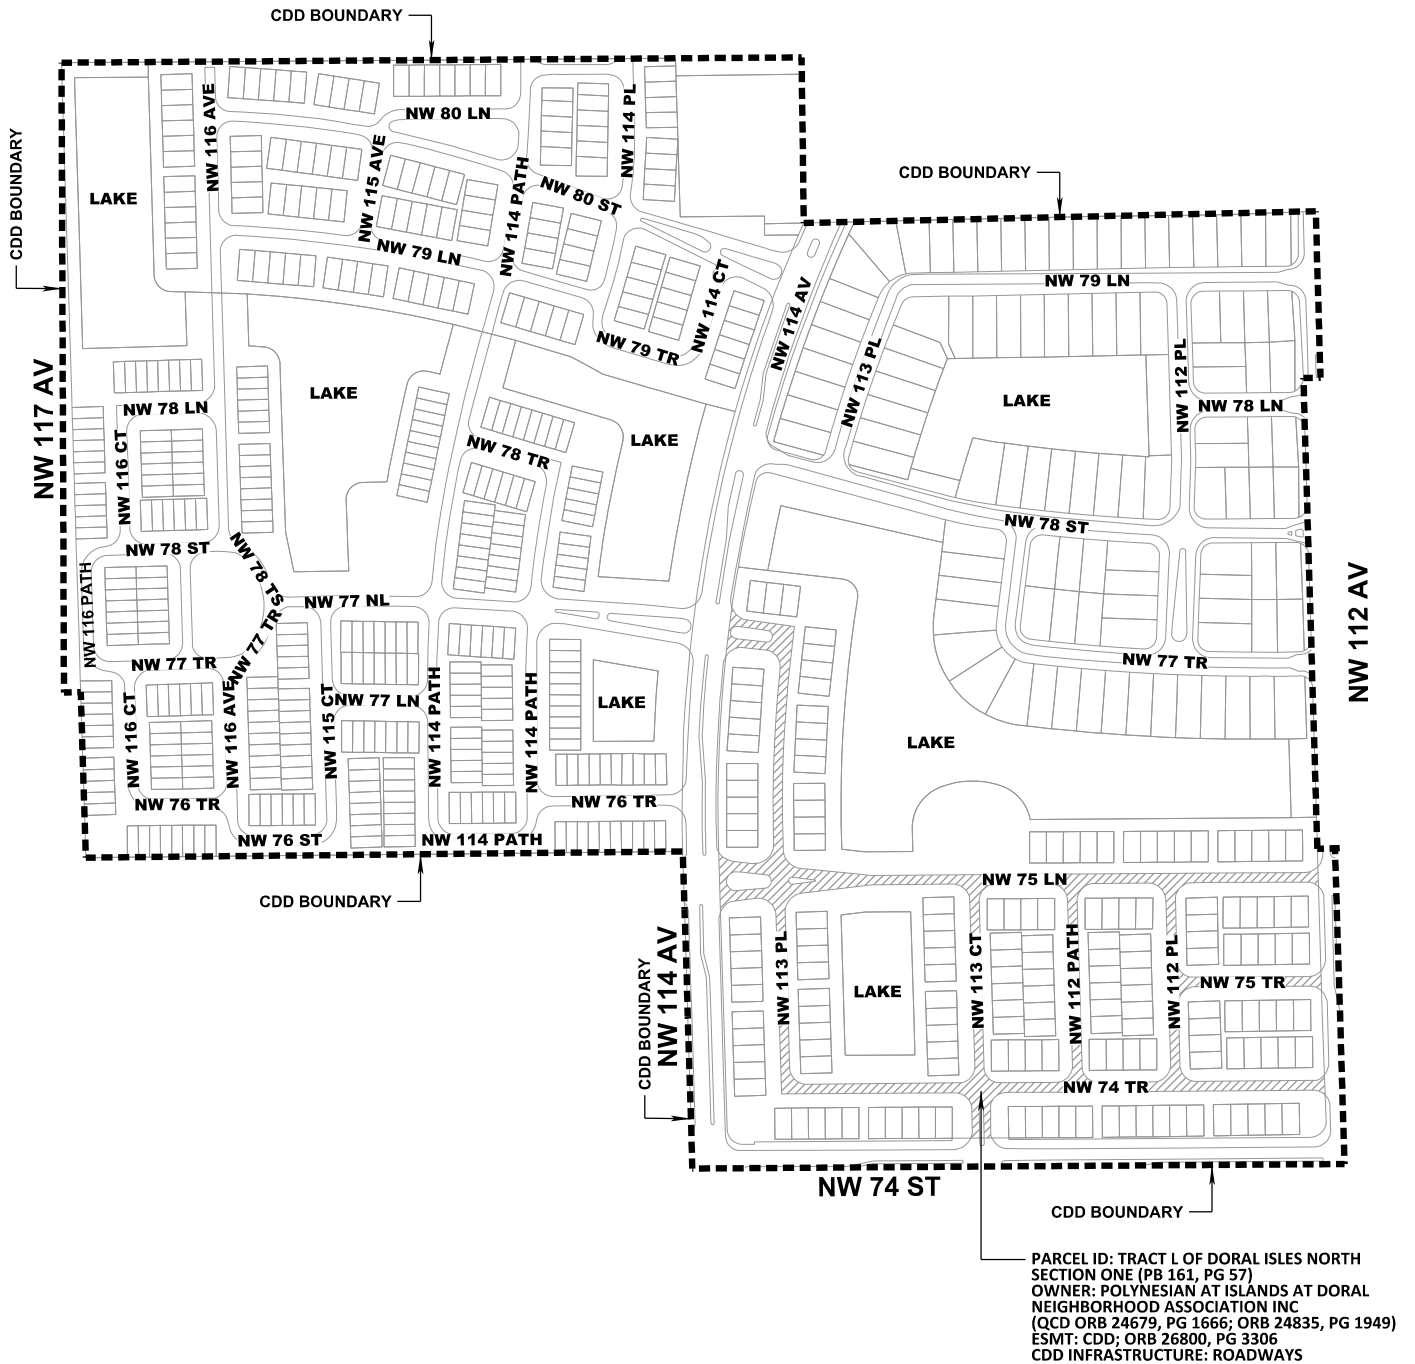 CDD BOUNDARY
NW 80 LN
NW 116 AVE
NW 114 PL
CDD BOUNDARY
NW 115 AVE
NW 114 PATH
CDD BOUNDARY
LAKE
NW 80 ST
NW 79 LN
NW 114 CT
NW 114 AV
NW 79 LN
NW 79 TR
NW 113 PL
NW 112 PL
NW 117 AV
LAKE
LAKE
NW 78 LN
NW 78 LN
LAKE
NW 116 CT
NW 78 TR
NW 78 ST
NW 78 ST
NW 78 TS
NW 116 PATH
NW 77 NL
NW 112 AV
NW 77 TR
NW 77 TR
NW 77 TR
NW 116 CT
NW 116 AVE
NW 115 CT
NW 77 LN
NW 114 PATH
NW 114 PATH
LAKE
LAKE
NW 76 TR
NW 76 TR
NW 76 ST
NW 114 PATH
CDD BOUNDARY
NW 75 LN
NW 114 AV
CDD BOUNDARY
NW 113 PL
LAKE
NW 113 CT
NW 112 PATH
NW 112 PL
NW 75 TR
NW 74 TR
NW 74 ST
CDD BOUNDARY
PARCEL ID: TRACT L OF DORAL ISLES NORTH
SECTION ONE (PB 161, PG 57)
OWNER: POLYNESIAN AT ISLANDS AT DORAL
NEIGHBORHOOD ASSOCIATION INC
(QCD ORB 24679, PG 1666; ORB 24835, PG 1949)
ESMT: CDD; ORB 26800, PG 3306
CDD INFRASTRUCTURE: ROADWAYS